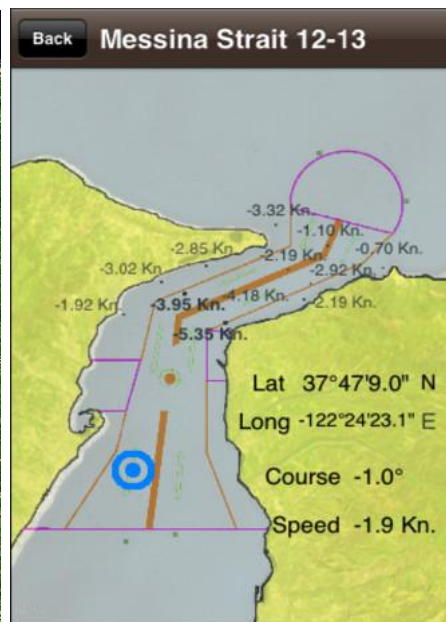 Back
Messina Strait 12-13
-3.32 Kn.
-1.10 Kn.
-2.85 Kn.
-2.19 Kn.
-0.70 Kn.
-3.02 Kn.
-2.92 Kn.
-1.92 Kn.
-3.95 Kn.
-4.18 Kn.
-2.19 Kn.
-5.35 Kn.
Lat 37°47'9.0" N
Long -122°24'23.1" E
Course -1.0°
Speed -1.9 Kn.